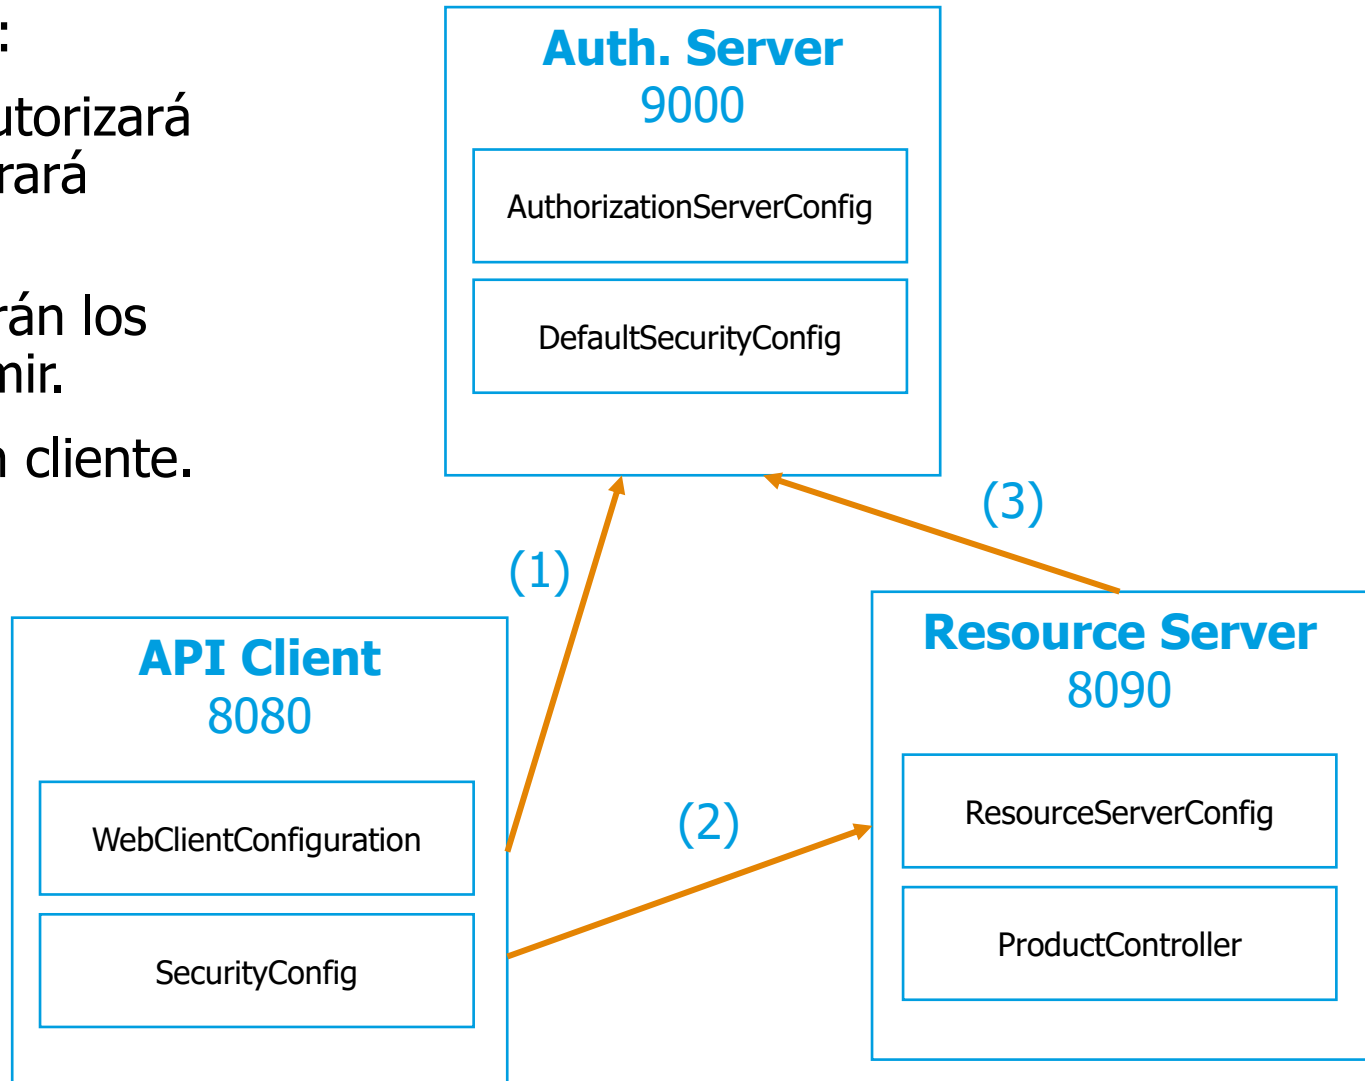 :
utorizará
rará
rán los
mir.
n cliente.
Auth. Server
9000
AuthorizationServerConfig
DefaultSecurityConfig
(1)
(3)
API Client
8080
WebClientConfiguration
SecurityConfig
(2)
Resource Server
8090
ResourceServerConfig
ProductController